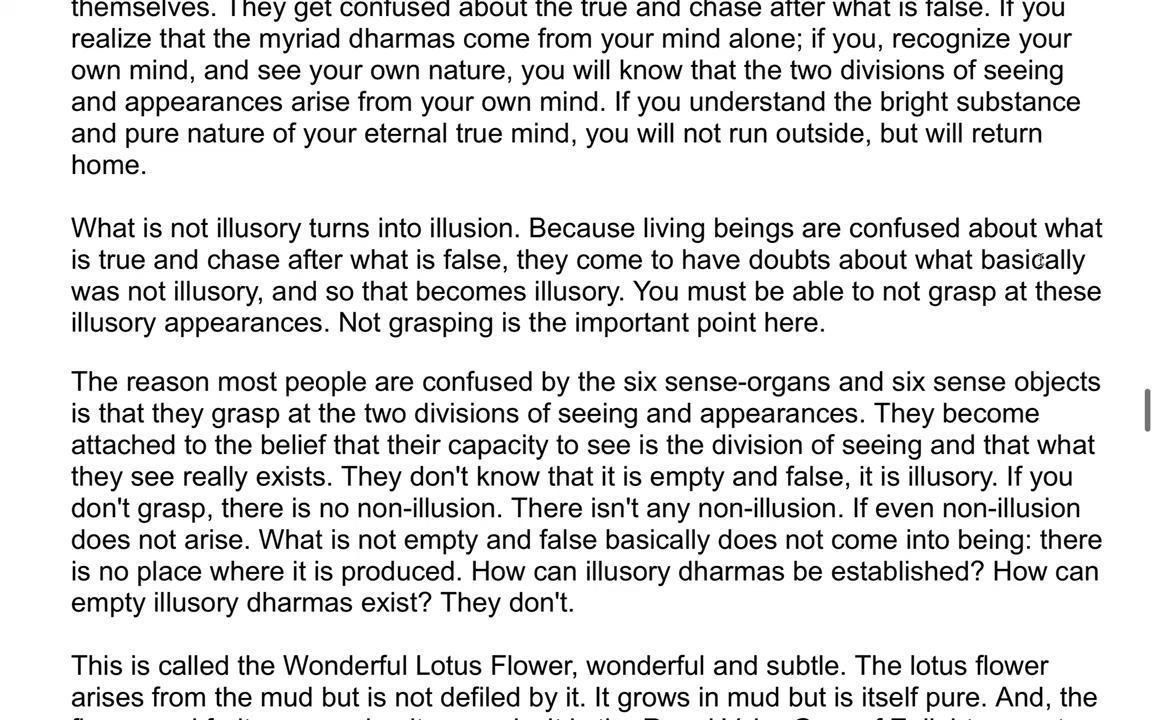 themselves. They get confused about the true and chase after what is false. If you
realize that the myriad dharmas come from your mind alone; if you, recognize your
own mind, and see your own nature, you will know that the two divisions of seeing
and appearances arise from your own mind. If you understand the bright substance
and pure nature of your eternal true mind, you will not run outside, but will return
home.
What is not illusory turns into illusion. Because living beings are confused about what
is true and chase after what is false, they come to have doubts about what basically
was not illusory, and so that becomes illusory. You must be able to not grasp at these
illusory appearances. Not grasping is the important point here.
The reason most people are confused by the six sense-organs and six sense objects
is that they grasp at the two divisions of seeing and appearances. They become
attached to the belief that their capacity to see is the division of seeing and that what
they see really exists. They don't know that it is empty and false, it is illusory. If you
don't grasp, there is no non-illusion. There isn't any non-illusion. If even non-illusion
does not arise. What is not empty and false basically does not come into being: there
is no place where it is produced. How can illusory dharmas be established? How can
empty illusory dharmas exist? They don't.
This is called the Wonderful Lotus Flower, wonderful and subtle. The lotus flower
arises from the mud but is not defiled by it. It grows in mud but is itself pure. And, the